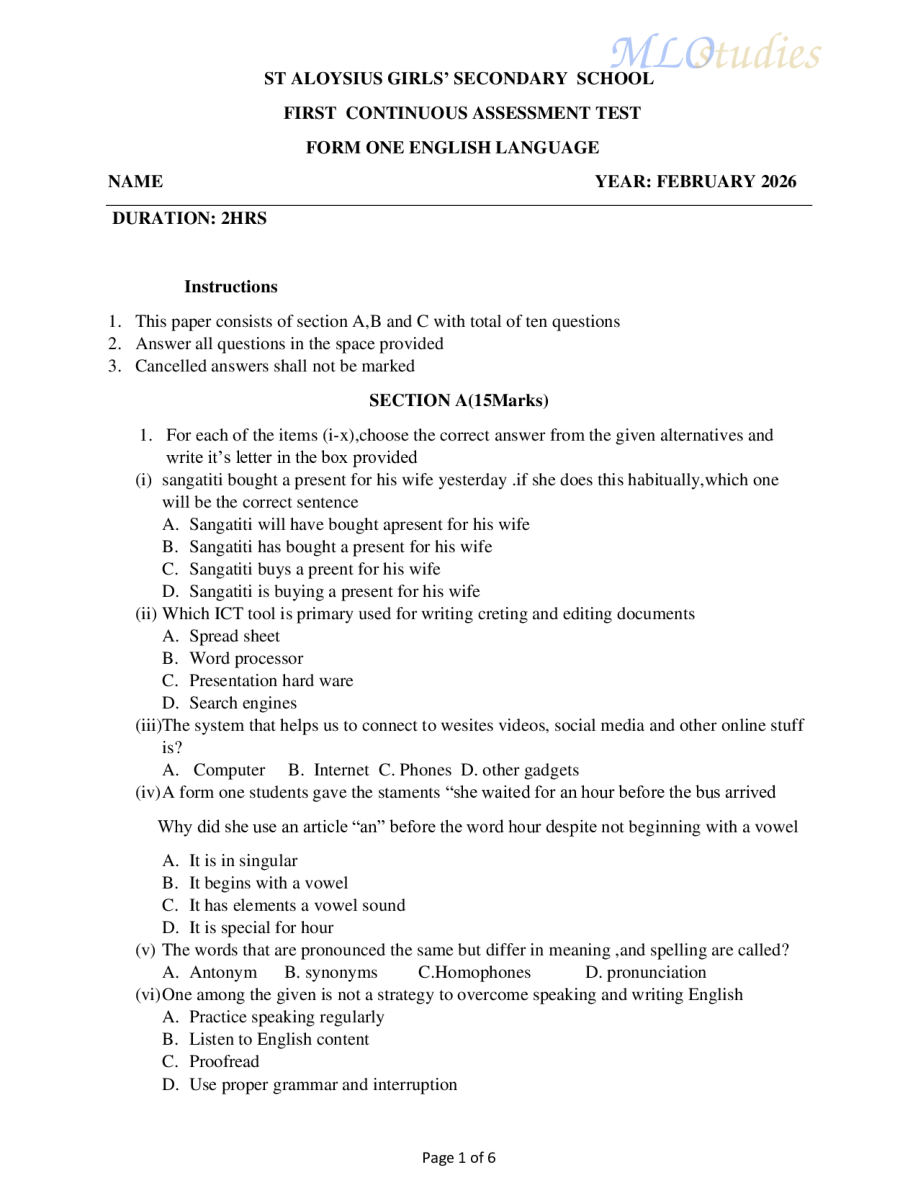 MLOstudies
ST ALOYSIUS GIRLS' SECONDARY SCHOOL
FIRST CONTINUOUS ASSESSMENT TEST
FORM ONE ENGLISH LANGUAGE
NAME YEAR: FEBRUARY 2026
DURATION: 2HRS
Instructions
1. This paper consists of section A,B and C with total of ten questions
2. Answer all questions in the space provided
3. Cancelled answers shall not be marked
SECTION A(15Marks)
1. For each of the items (i-x),choose the correct answer from the given alternatives and
write it's letter in the box provided
(i) sangatiti bought a present for his wife yesterday .if she does this habitually,which one
will be the correct sentence
A. Sangatiti will have bought apresent for his wife
B. Sangatiti has bought a present for his wife
C. Sangatiti buys a preent for his wife
D. Sangatiti is buying a present for his wife
(ii) Which ICT tool is primary used for writing creting and editing documents
A. Spread sheet
B. Word processor
C. Presentation hard ware
D. Search engines
(iii)The system that helps us to connect to wesites videos, social media and other online stuff
is?
A. Computer B. Internet C. Phones D. other gadgets
(iv)A form one students gave the staments “she waited for an hour before the bus arrived
Why did she use an article “an” before the word hour despite not beginning with a vowel
A. It is in singular
B. It begins with a vowel
C. It has elements a vowel sound
D. It is special for hour
(v) The words that are pronounced the same but differ in meaning ,and spelling are called?
A. Antonym B. synonyms C.Homophones D. pronunciation
(vi)One among the given is not a strategy to overcome speaking and writing English
A. Practice speaking regularly
B. Listen to English content
C. Proofread
D. Use proper grammar and interruption
Page 1 of 6